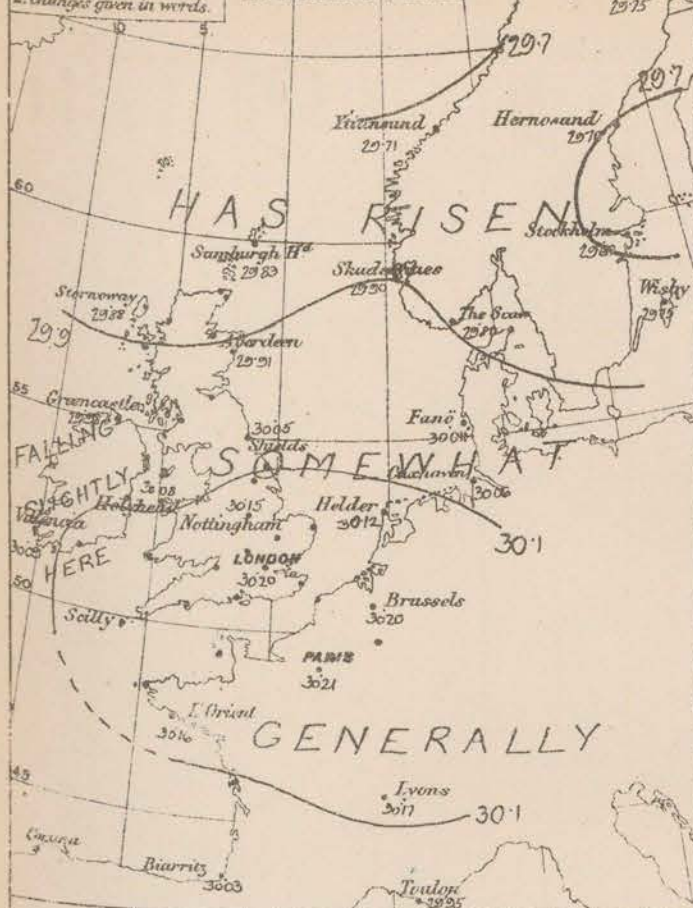 changes given in words.
10 5
29.75
29.7
29.7
Hernosand
29.71
60
HAS RISEN
Sumburgh Hd
29.83
Stockholm
Skudesnaes
29.90
Stornoway
29.88
Wisby
29.75
The Scaw
29.9
Aberdeen
29.91
55
Greencastle
30.05
Shields
Fanö
FALLING
SOMEWHAT
Cuxhaven
30.06
SLIGHTLY
30.08
Holyhead
30.15
Helder
30.12
Valencia
Nottingham
30.1
HERE
LONDON
30.20
50
Brussels
30.20
Scilly
PARIS
30.21
L'Orient
30.16
GENERALLY
45
Lyons
30.17
30.1
Biarritz
30.03
Toulon
29.95